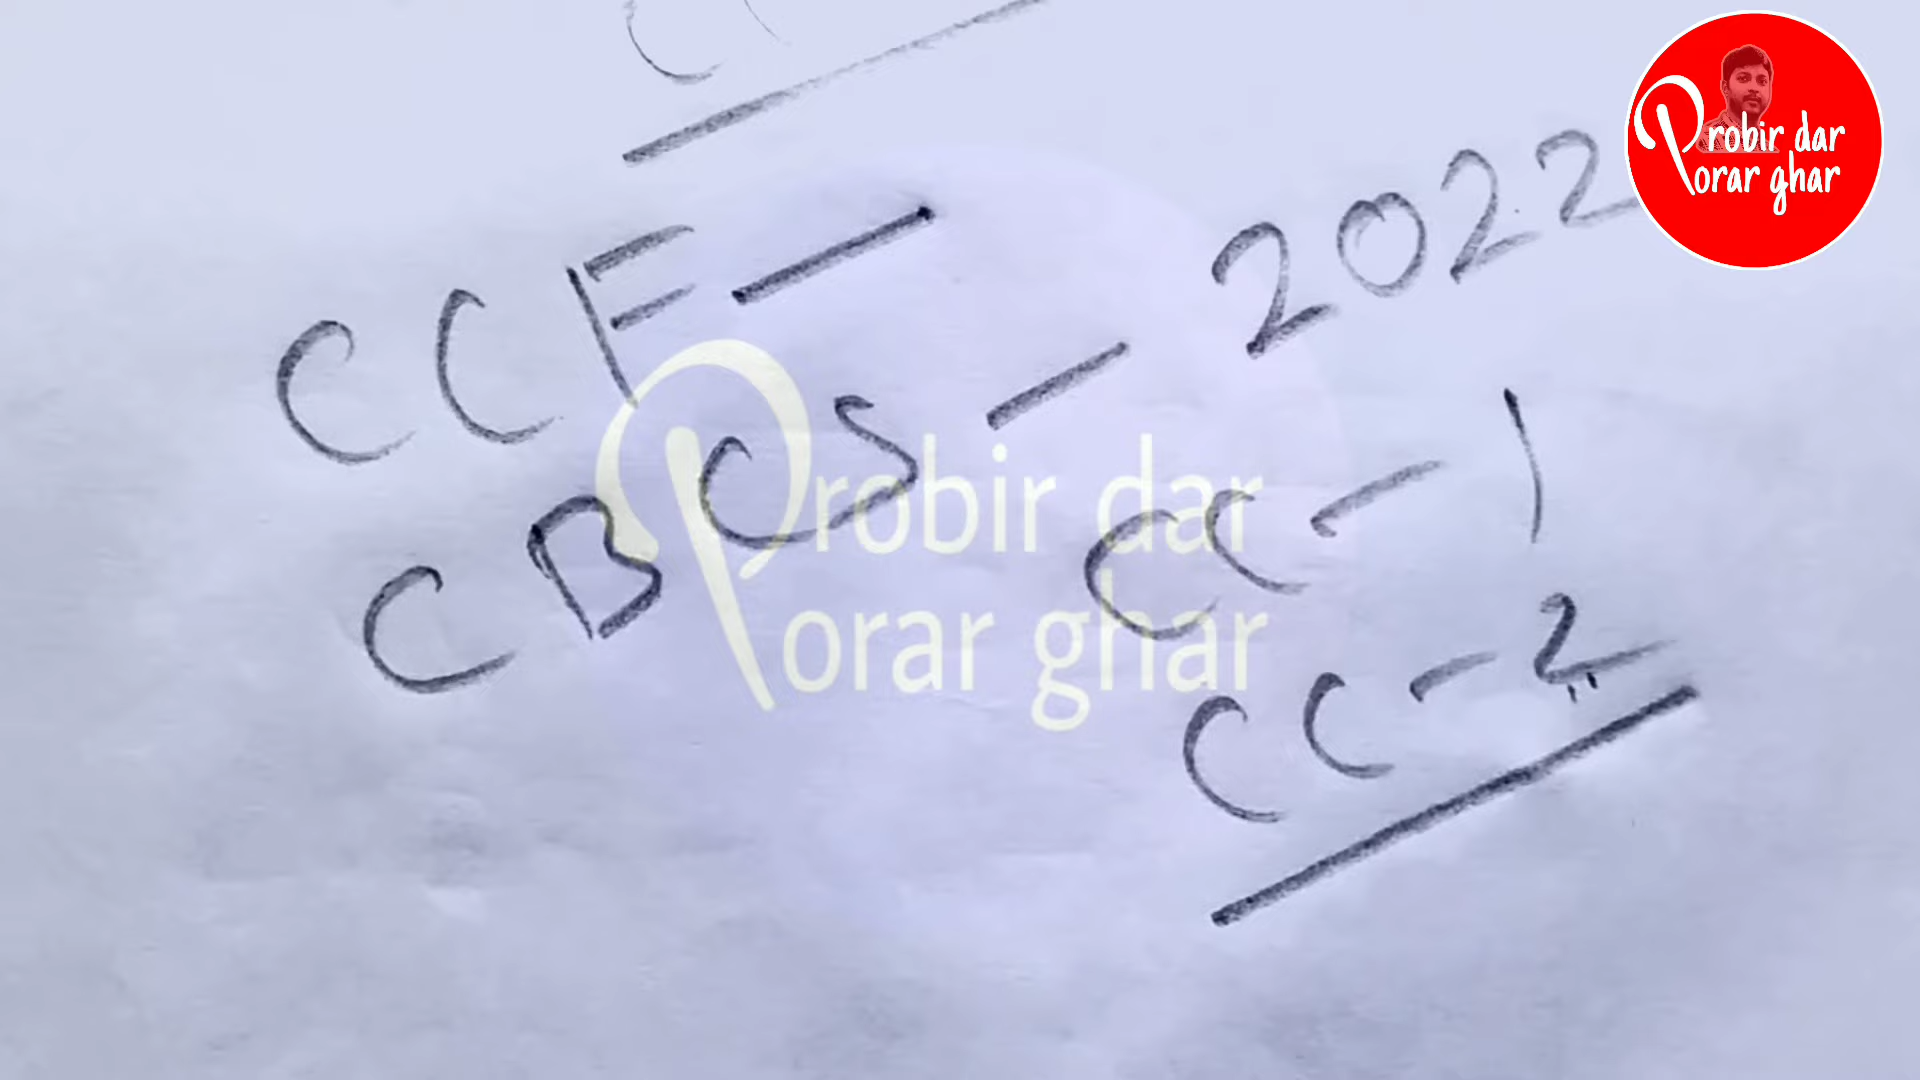 Probir dar
Porar ghar
CCF —
CBCS — 2022
CC - 1
CC - 2
Probir dar
Porar ghar